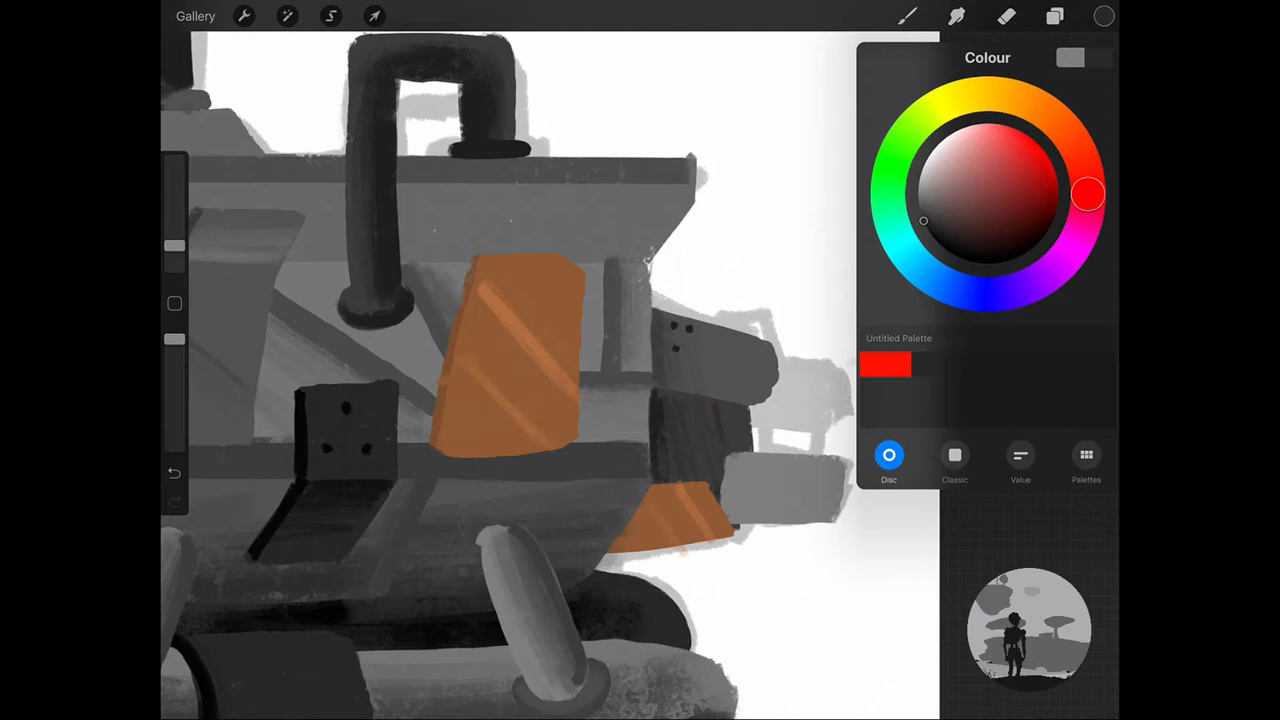 Gallery
Colour
Untitled Palette
Disc
Classic
Value
Palettes